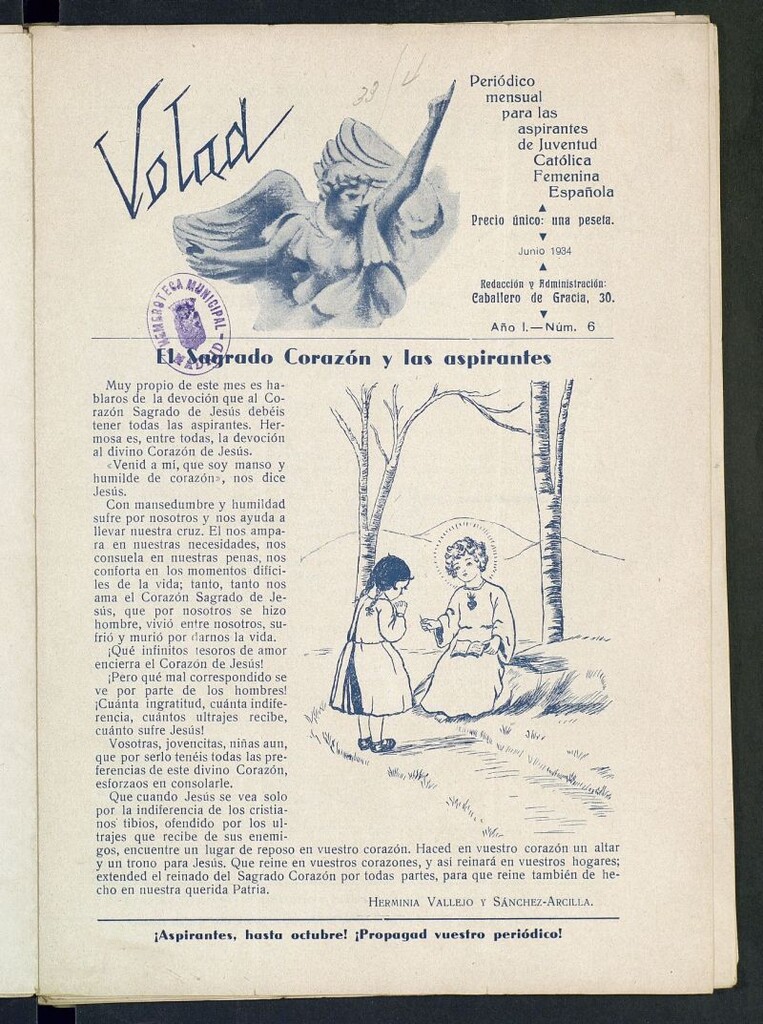 Volad
33/4
Periódico
mensual
para las
aspirantes
de Juventud
Católica
Femenina
Española
Precio único: una peseta.
Junio 1934
Redacción y Administración:
Caballero de Gracia, 30.
Año I.—Núm. 6
HEMEROTECA MUNICIPAL
MADRID
El Sagrado Corazón y las aspirantes
Muy propio de este mes es ha-
blaros de la devoción que al Co-
razón Sagrado de Jesús debéis
tener todas las aspirantes. Her-
mosa es, entre todas, la devoción
al divino Corazón de Jesús.
«Venid a mí, que soy manso y
humilde de corazón», nos dice
Jesús.
Con mansedumbre y humildad
sufre por nosotros y nos ayuda a
llevar nuestra cruz. El nos ampa-
ra en nuestras necesidades, nos
consuela en nuestras penas, nos
conforta en los momentos difíci-
les de la vida; tanto, tanto nos
ama el Corazón Sagrado de Je-
sús, que por nosotros se hizo
hombre, vivió entre nosotros, su-
frió y murió por darnos la vida.
¡Qué infinitos tesoros de amor
encierra el Corazón de Jesús!
¡Pero qué mal correspondido se
ve por parte de los hombres!
¡Cuánta ingratitud, cuánta indife-
rencia, cuántos ultrajes recibe,
cuánto sufre Jesús!
Vosotras, jovencitas, niñas aun,
que por serlo tenéis todas las pre-
ferencias de este divino Corazón,
esforzaos en consolarle.
Que cuando Jesús se vea solo
por la indiferencia de los cristia-
nos tibios, ofendido por los ul-
trajes que recibe de sus enemi-
gos, encuentre un lugar de reposo en vuestro corazón. Haced en vuestro corazón un altar
y un trono para Jesús. Que reine en vuestros corazones, y así reinará en vuestros hogares;
extended el reinado del Sagrado Corazón por todas partes, para que reine también de he-
cho en nuestra querida Patria.
HERMINIA VALLEJO Y SÁNCHEZ-ARCILLA.
¡Aspirantes, hasta octubre! ¡Propagad vuestro periódico!